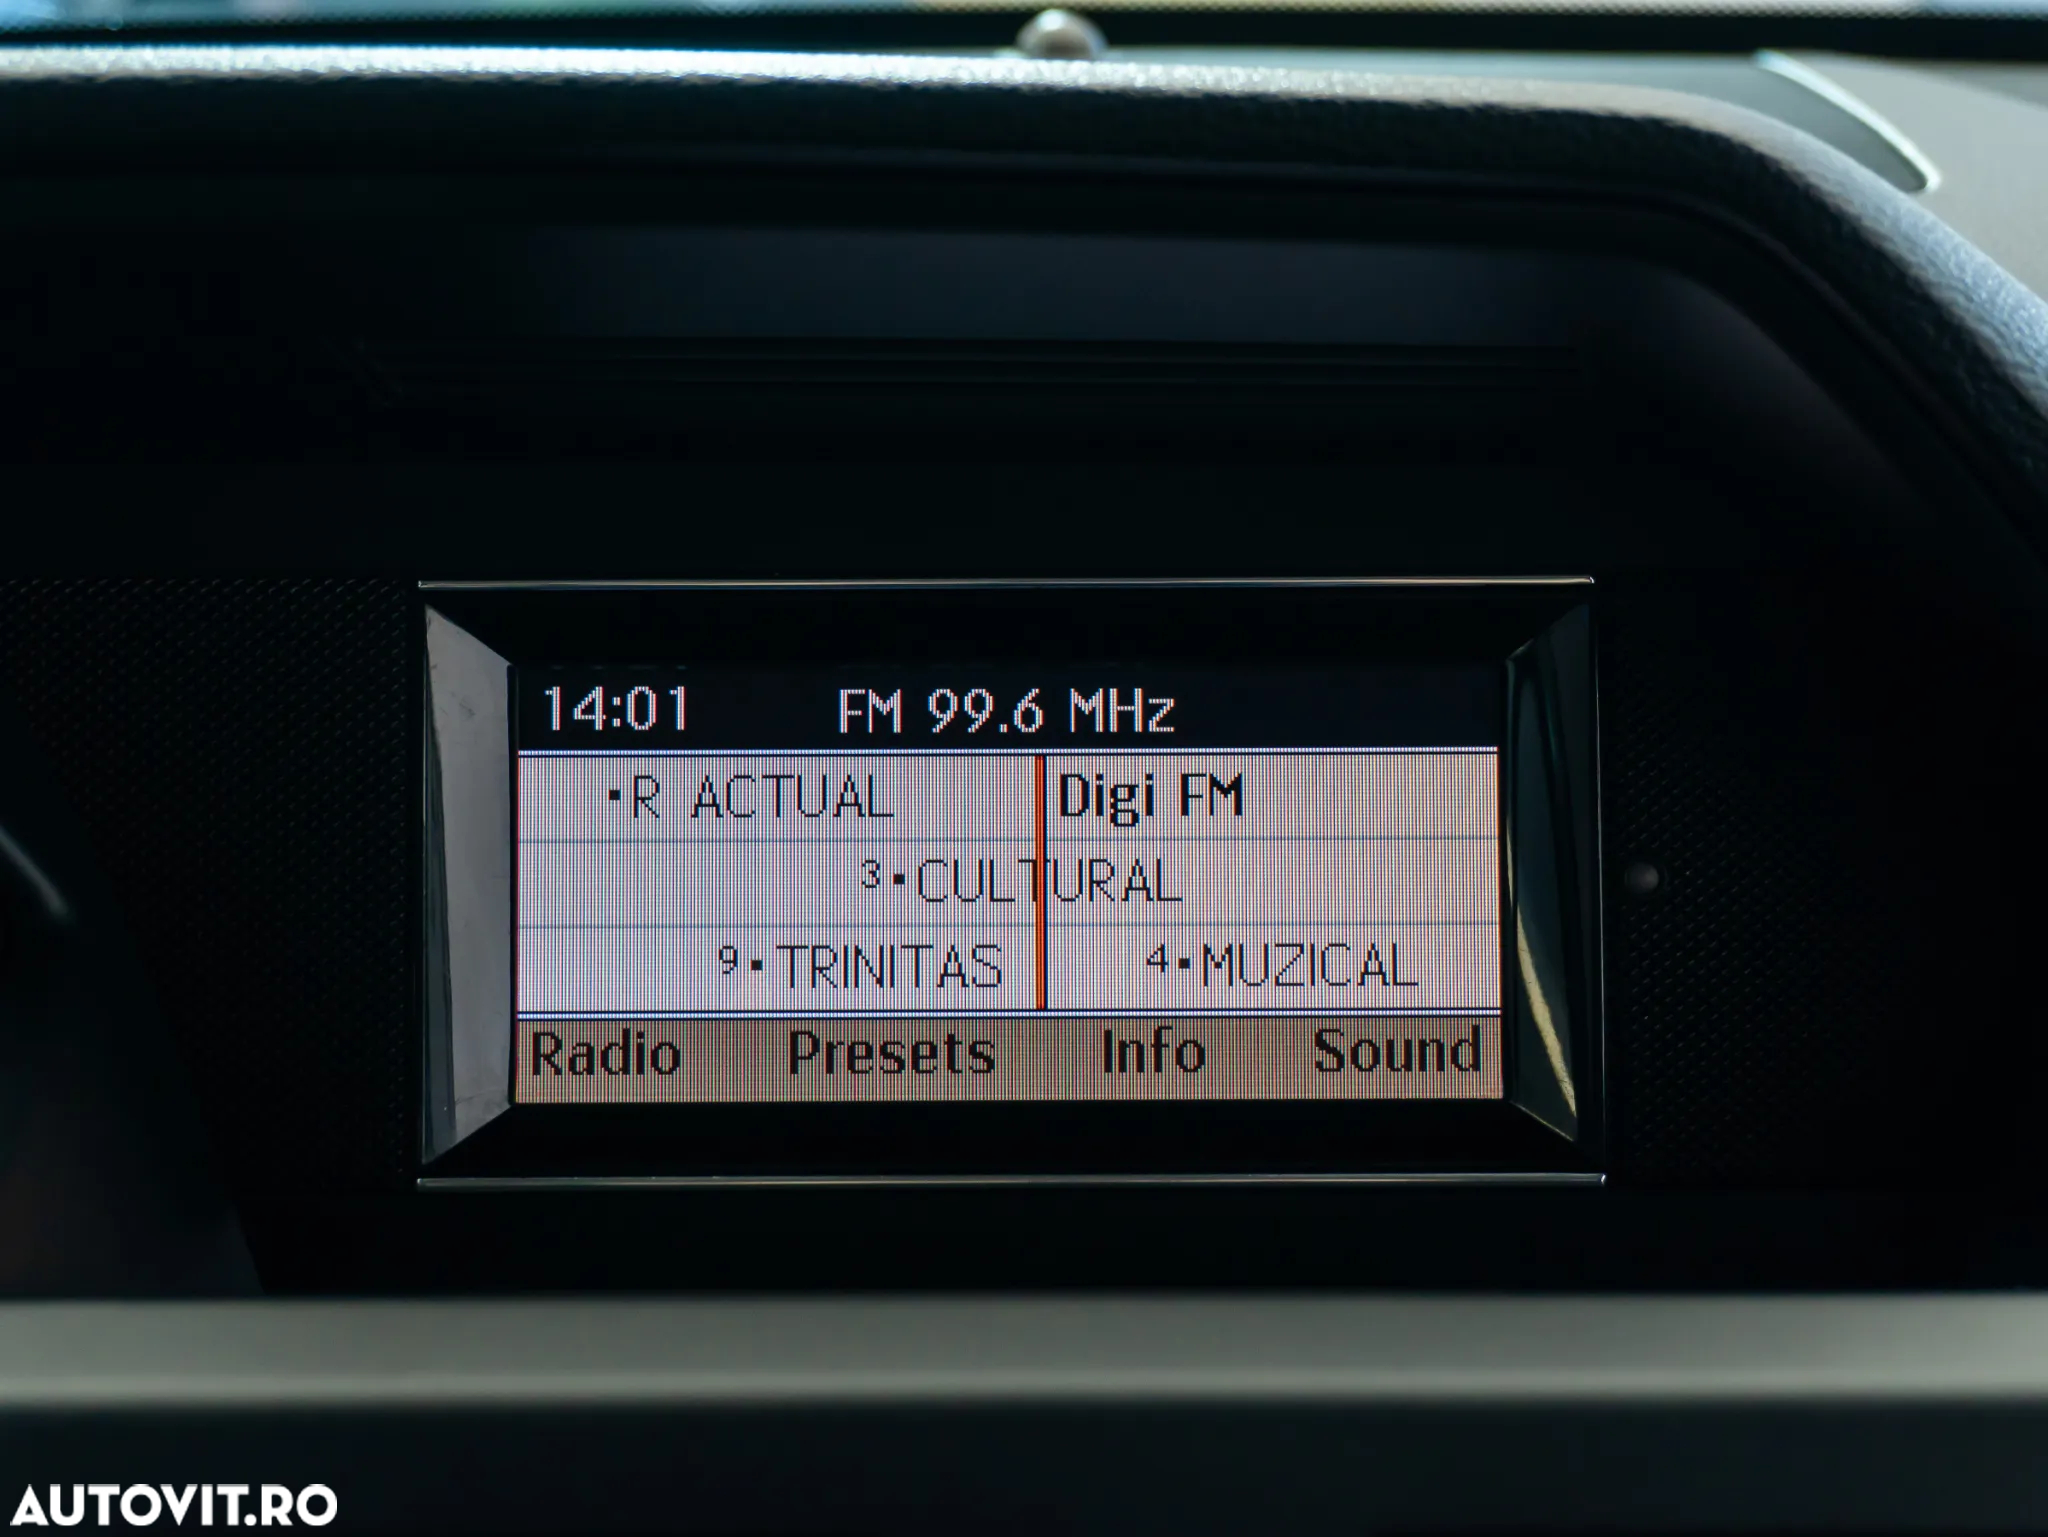 14:01 FM 99.6 MHz
▪R ACTUAL Digi FM
3▪CULTURAL
9▪TRINITAS 4▪MUZICAL
Radio Presets Info Sound
AUTOVIT.RO